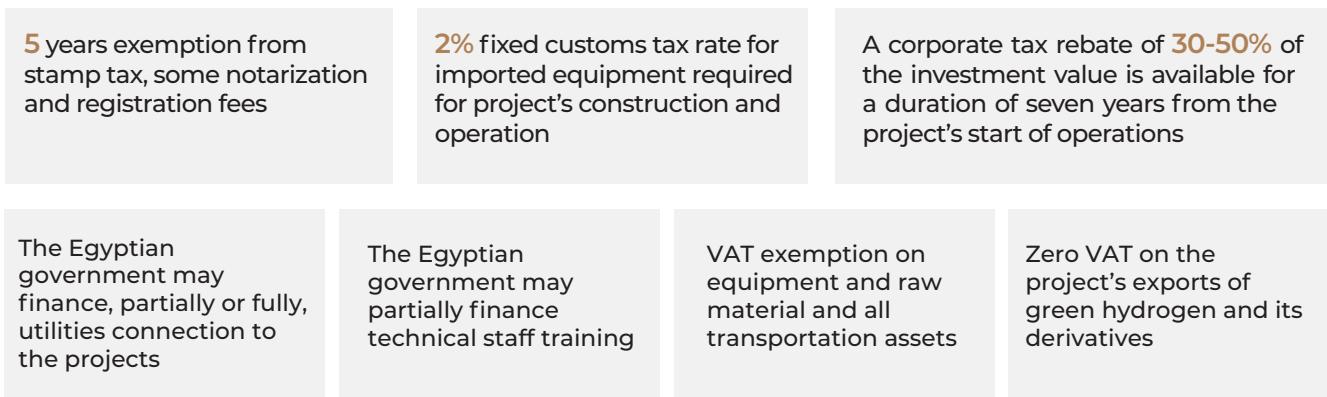 5 years exemption from
stamp tax, some notarization
and registration fees
2% fixed customs tax rate for
imported equipment required
for project's construction and
operation
A corporate tax rebate of 30-50% of
the investment value is available for
a duration of seven years from the
project's start of operations
The Egyptian
government may
finance, partially or fully,
utilities connection to
the projects
The Egyptian
government may
partially finance
technical staff training
VAT exemption on
equipment and raw
material and all
transportation assets
Zero VAT on the
project's exports of
green hydrogen and its
derivatives